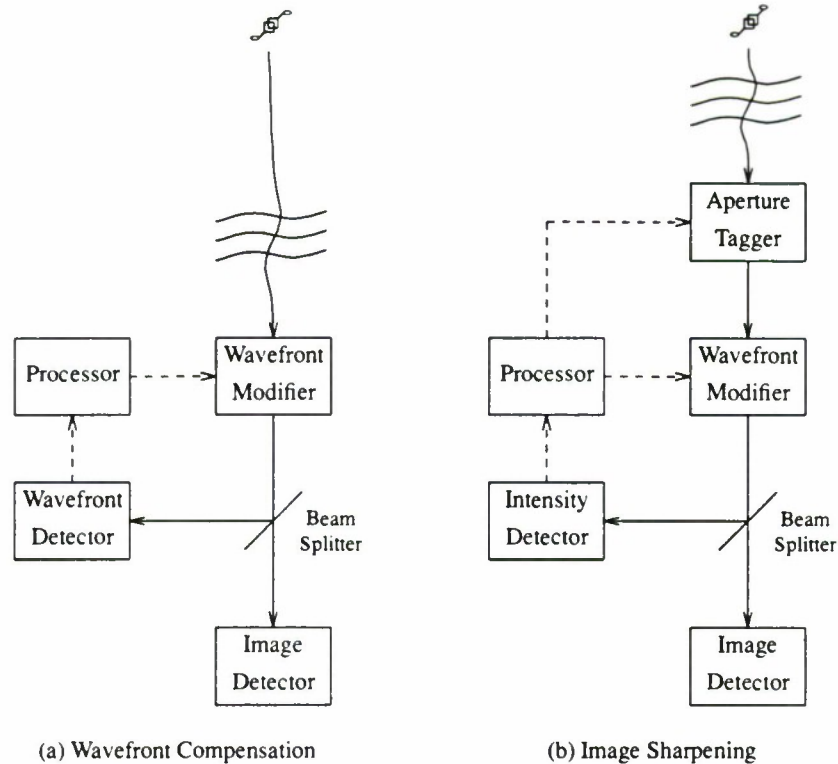 Aperture
Tagger
Processor
Wavefront
Modifier
Wavefront
Detector
Beam
Splitter
Image
Detector
(a) Wavefront Compensation
Processor
Wavefront
Modifier
Intensity
Detector
Beam
Splitter
Image
Detector
(b) Image Sharpening